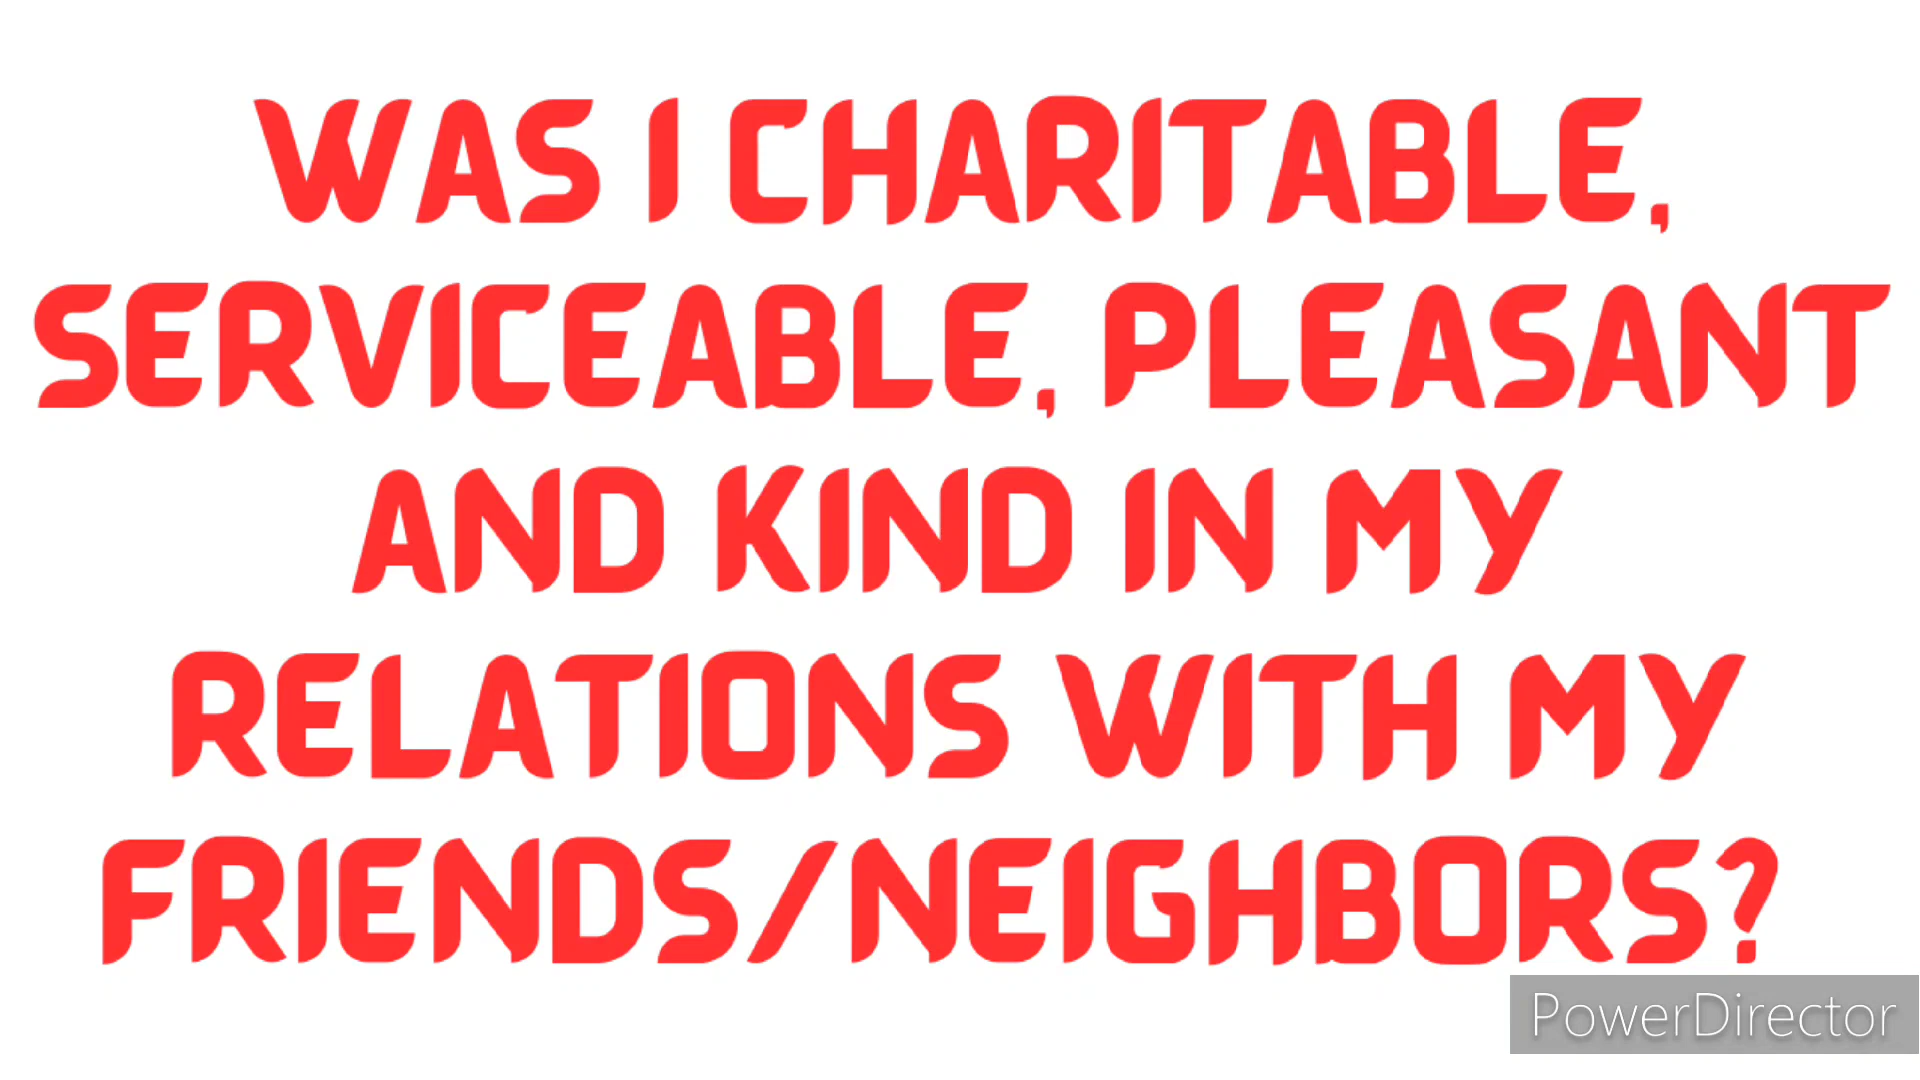 WAS I CHARITABLE,
SERVICEABLE, PLEASANT
AND KIND IN MY
RELATIONS WITH MY
FRIENDS/NEIGHBORS?
PowerDirector